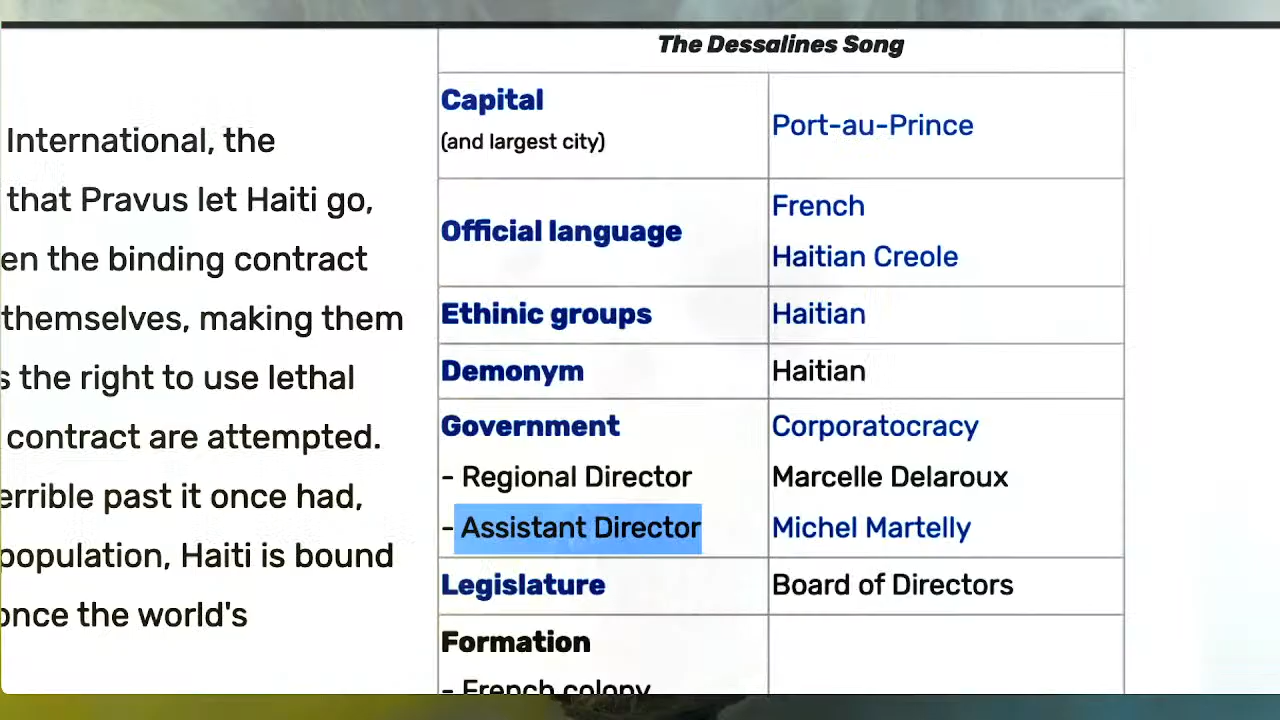 The Dessalines Song
International, the
that Pravus let Haiti go,
en the binding contract
themselves, making them
s the right to use lethal
contract are attempted.
errible past it once had,
population, Haiti is bound
once the world's
Capital
(and largest city)
Port-au-Prince
Official language
French
Haitian Creole
Ethinic groups
Haitian
Demonym
Haitian
Government
Corporatocracy
- Regional Director
Marcelle Delaroux
- Assistant Director
Michel Martelly
Legislature
Board of Directors
Formation
- French colony